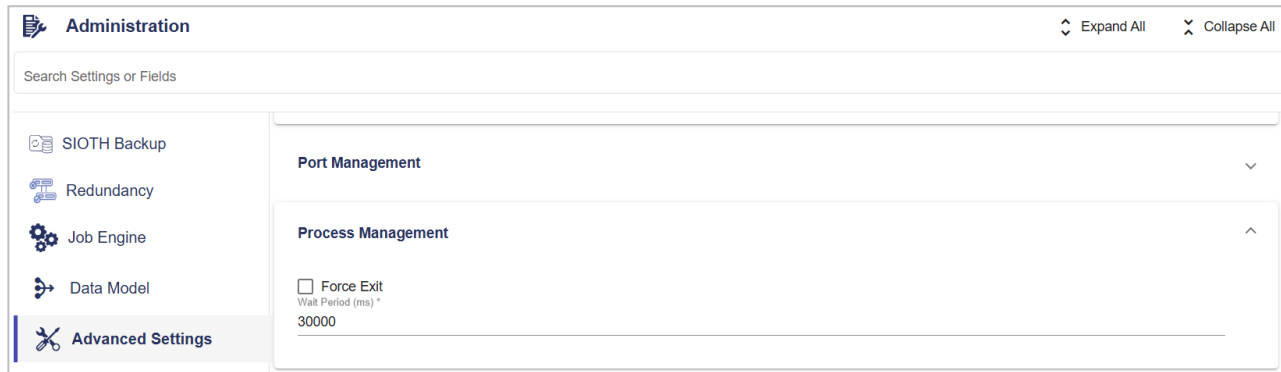 Administration
Expand All
Collapse All
Search Settings or Fields
SIOTH Backup
Redundancy
Job Engine
Data Model
Advanced Settings
Port Management
Process Management
Force Exit
Wait Period (ms) *
30000